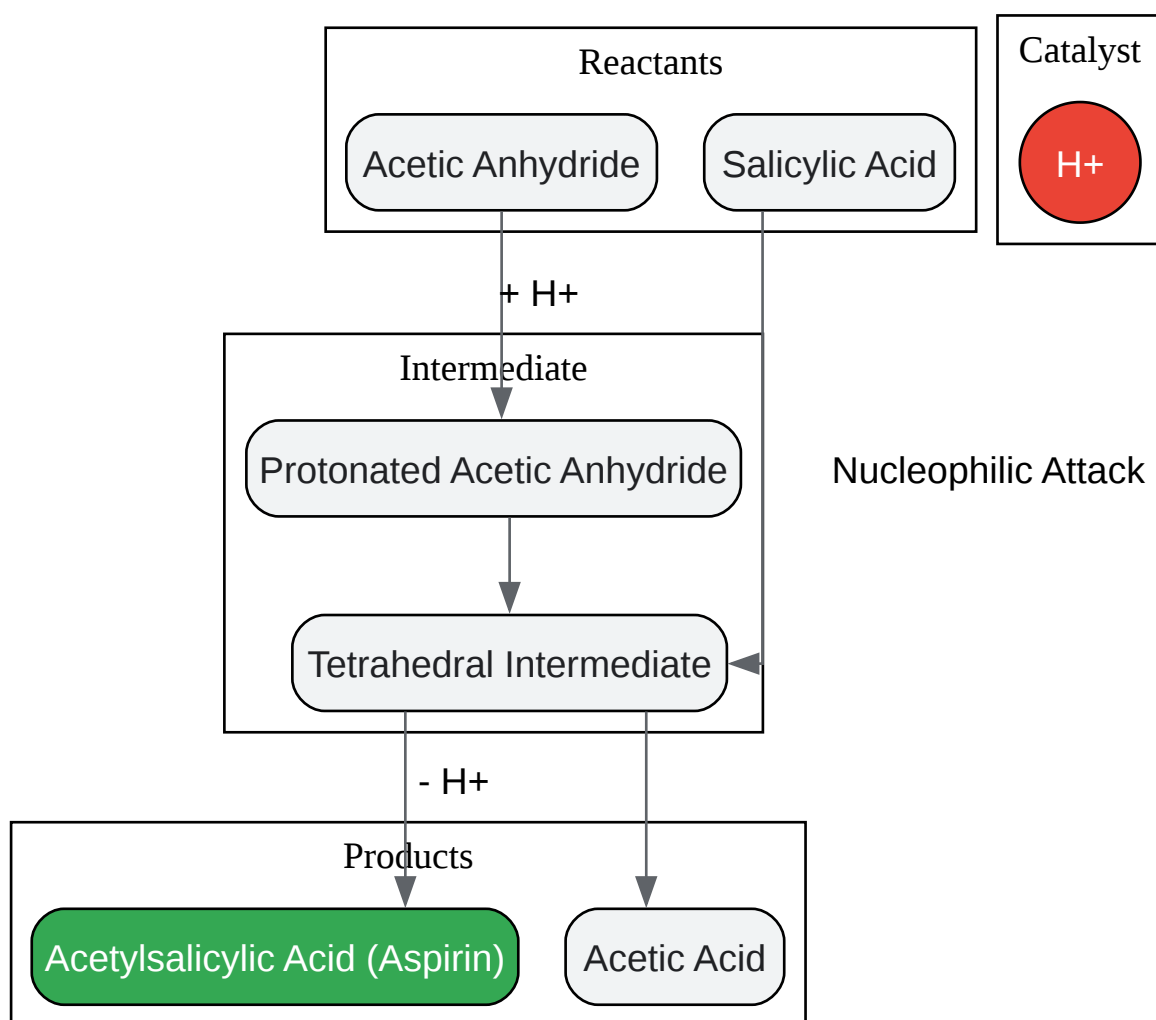 Reactants
Catalyst
Acetic Anhydride
Salicylic Acid
H+
+ H+
Intermediate
Protonated Acetic Anhydride
Nucleophilic Attack
Tetrahedral Intermediate
- H+
Products
Acetylsalicylic Acid (Aspirin)
Acetic Acid